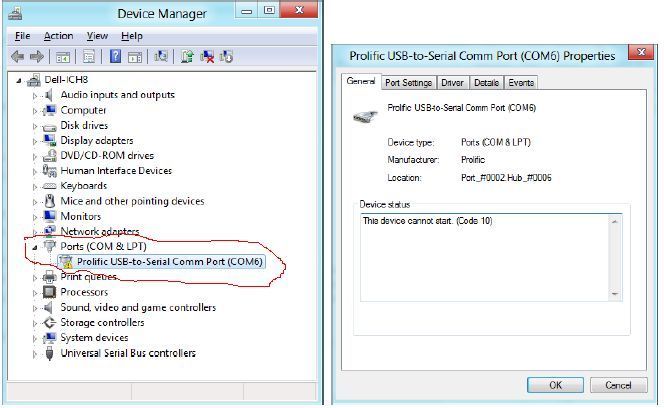 Device Manager
File Action View Help
Dell-ICH8
Audio inputs and outputs
Computer
Disk drives
Display adapters
DVD/CD-ROM drives
Human Interface Devices
Keyboards
Mice and other pointing devices
Monitors
Network adapters
Ports (COM & LPT)
Prolific USB-to-Serial Comm Port (COM6)
Print queues
Processors
Sound, video and game controllers
Storage controllers
System devices
Universal Serial Bus controllers
Prolific USB-to-Serial Comm Port (COM6) Properties
General Port Settings Driver Details Events
Prolific USB-to-Serial Comm Port (COM6)
Device type: Ports (COM & LPT)
Manufacturer: Prolific
Location: Port_#0002.Hub_#0006
Device status
This device cannot start. (Code 10)
OK Cancel